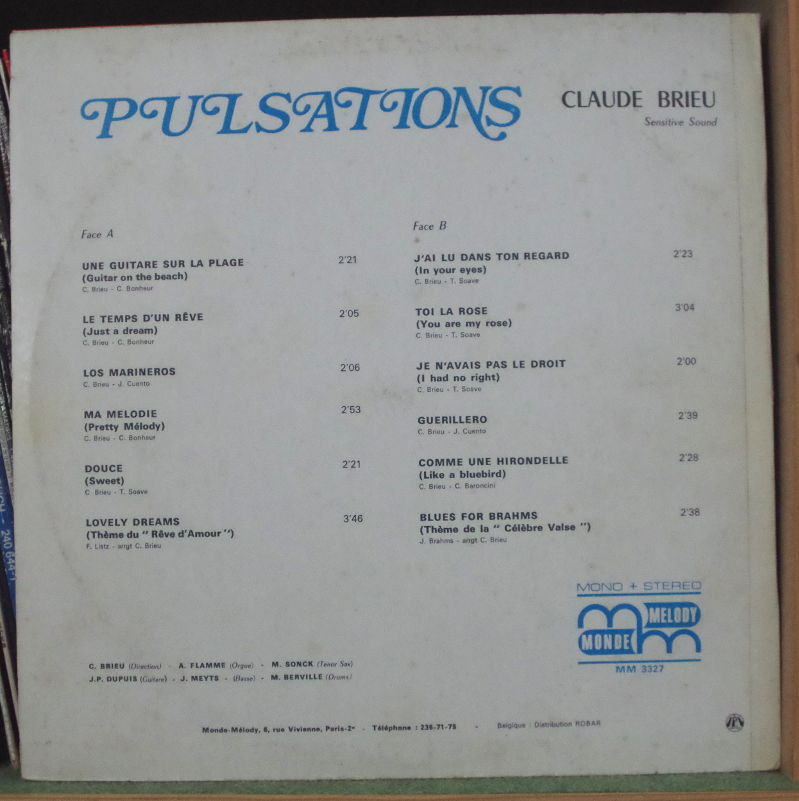 PULSATIONS
CLAUDE BRIEU
Sensitive Sound
Face A
UNE GUITARE SUR LA PLAGE 2'21
(Guitar on the beach)
C. Brieu - C. Bonheur
LE TEMPS D'UN RÊVE 2'05
(Just a dream)
C. Brieu - C. Bonheur
LOS MARINEROS 2'06
C. Brieu - J. Cuento
MA MELODIE 2'53
(Pretty Mélody)
C. Brieu - C. Bonheur
DOUCE 2'21
(Sweet)
C. Brieu - T. Soave
LOVELY DREAMS 3'46
(Thème du " Rêve d'Amour ")
F. Listz - arrgt C. Brieu
Face B
J'AI LU DANS TON REGARD 2'23
(In your eyes)
C. Brieu - T. Soave
TOI LA ROSE 3'04
(You are my rose)
C. Brieu - T. Soave
JE N'AVAIS PAS LE DROIT 2'00
(I had no right)
C. Brieu - T. Soave
GUERILLERO 2'39
C. Brieu - J. Cuento
COMME UNE HIRONDELLE 2'28
(Like a bluebird)
C. Brieu - C. Baroncini
BLUES FOR BRAHMS 2'38
(Thème de la " Célèbre Valse ")
J. Brahms - arrgt C. Brieu
MONO + STEREO
MELODY
MONDE
MM 3327
C. BRIEU (Direction) - A. FLAMME (Orgue) - M. SONCK (Tenor Sax)
J.P. DUPUIS (Guitare) - J. MEYTS - (Basse) - M. BERVILLE (Drums)
Monde-Mélody, 6, rue Vivienne, Paris-2e - Téléphone : 236-71-75 - Belgique : Distribution ROBAR
240 644-1